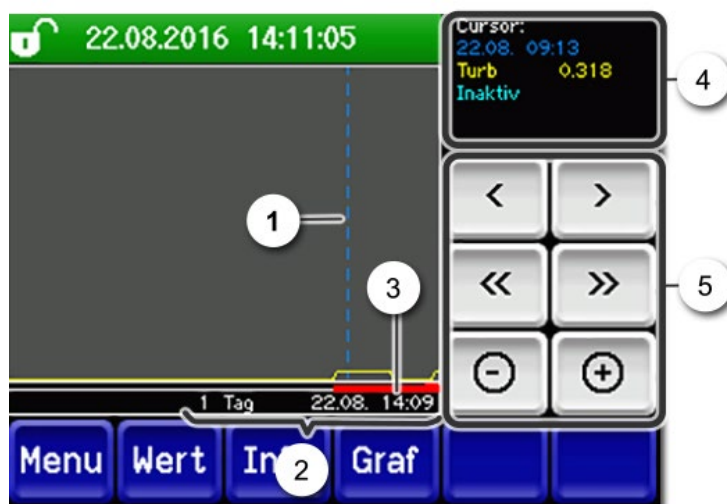 22.08.2016 14:11:05
Cursor:
22.08. 09:13
Turb 0.318
Inaktiv
4
1
3
5
< >
« »
- +
1 Tag 22.08. 14:09
2
Menu Wert Graf